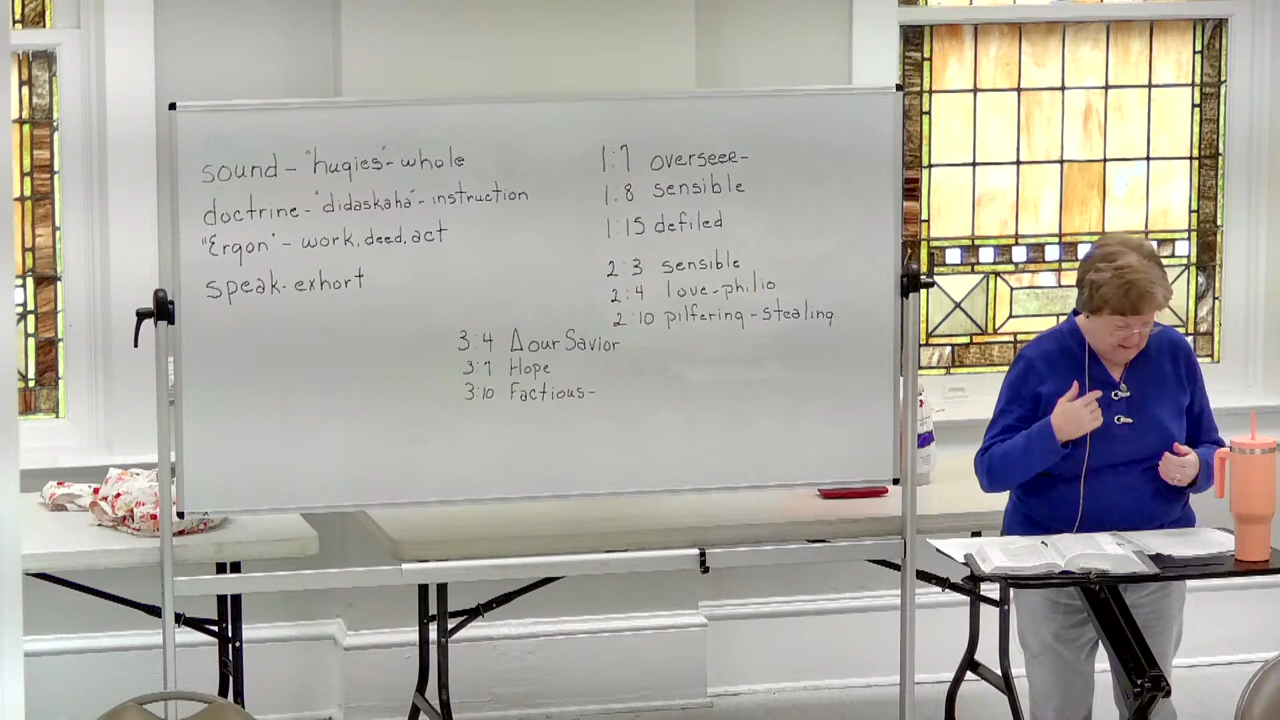 sound - "hugies" - whole
doctrine - "didaskaha" - instruction
"Ergon" - work, deed, act
speak - exhort
1:7 overseer -
1:8 sensible
1:15 defiled
2:3 sensible
2:4 love - philio
2:10 pilfering - stealing
3:4 Δ our Savior
3:7 Hope
3:10 Factious -